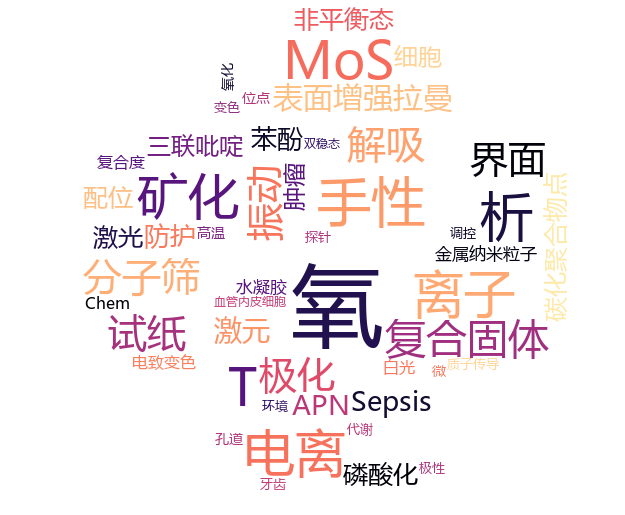 非平衡态
MoS
细胞
氧化
位点
变色
表面增强拉曼
苯酚
双稳态
三联吡啶
解吸
复合度
界面
配位
矿化
振动
肿瘤
手性
析
碳化聚合物点
激光
防护
高温
探针
调控
金属纳米粒子
分子筛
水凝胶
氧
离子
Chem
血管内皮细胞
试纸
激元
复合固体
电致变色
极化
白光
微
质子传导
T
环境
APN
Sepsis
孔道
电离
代谢
磷酸化
极性
牙齿